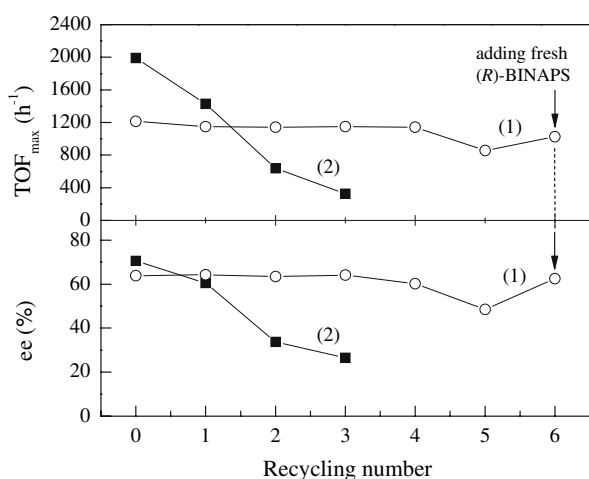 2400
2000
1600
1200
800
400
0
TOFmax (h-1)
adding fresh
(R)-BINAPS
(1)
(2)
80
60
40
20
0
ee (%)
(1)
(2)
0 1 2 3 4 5 6
Recycling number